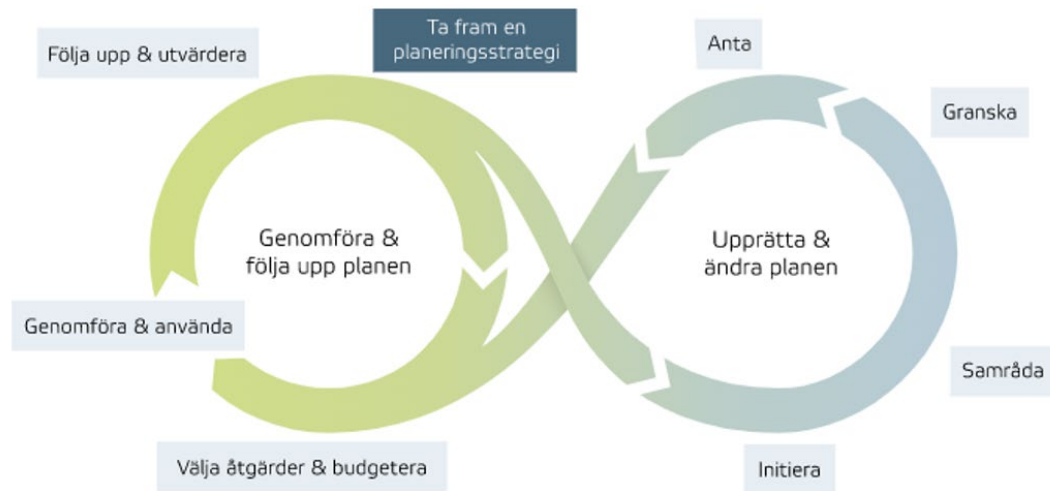 Ta fram en
planeringsstrategi
Följa upp & utvärdera
Anta
Granska
Genomföra &
följa upp planen
Upprätta &
ändra planen
Genomföra & använda
Samråda
Välja åtgärder & budgetera
Initiera